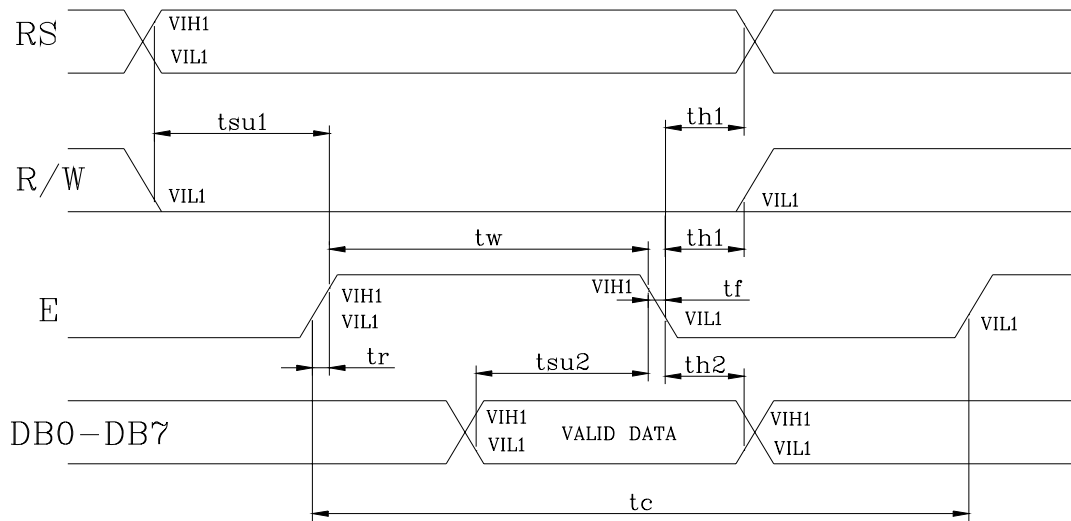 RS
VIH1
VIL1
tsu1
th1
R/W
VIL1
VIL1
tw
th1
E
VIH1
VIL1
VIH1
tf
VIL1
VIL1
tr
tsu2
th2
DB0-DB7
VIH1
VIL1
VALID DATA
VIH1
VIL1
tc